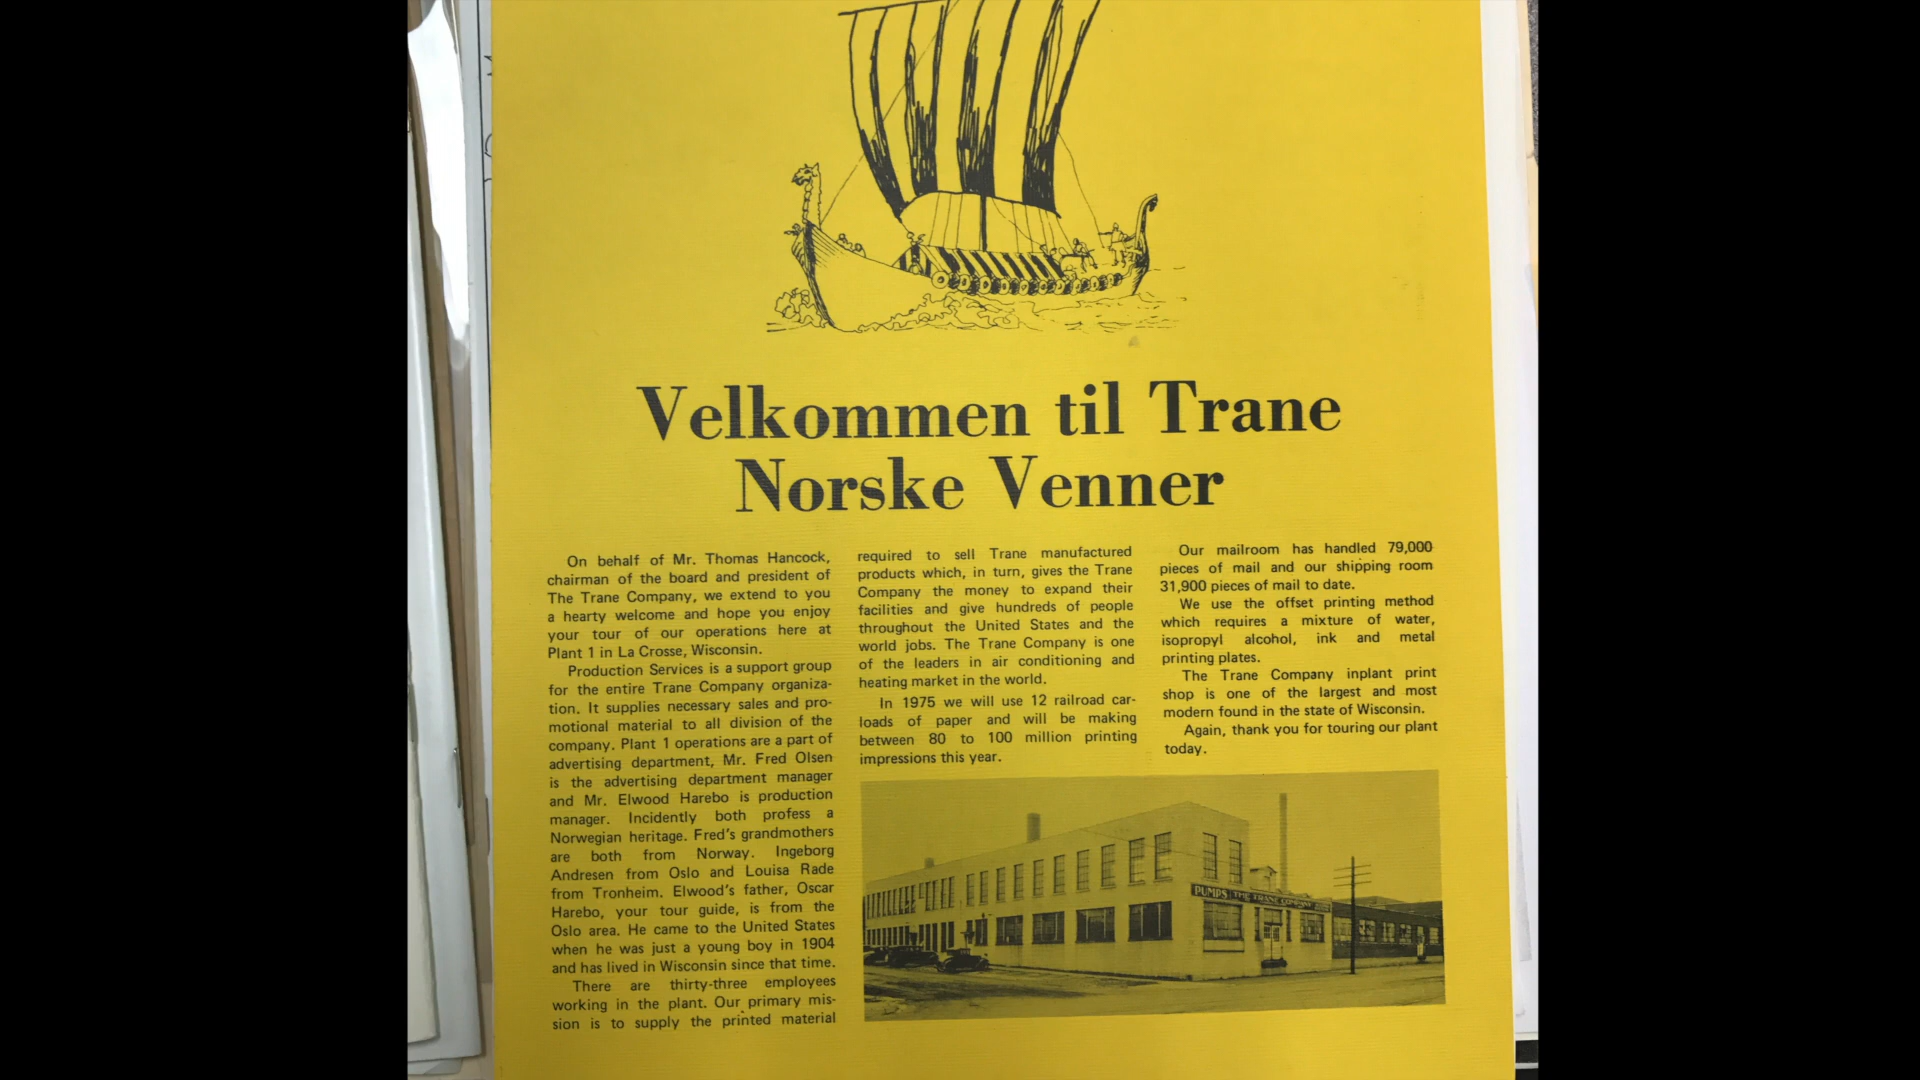 Velkommen til Trane
Norske Venner
On behalf of Mr. Thomas Hancock,
chairman of the board and president of
The Trane Company, we extend to you
a hearty welcome and hope you enjoy
your tour of our operations here at
Plant 1 in La Crosse, Wisconsin.
Production Services is a support group
for the entire Trane Company organiza-
tion. It supplies necessary sales and pro-
motional material to all division of the
company. Plant 1 operations are a part of
advertising department, Mr. Fred Olsen
is the advertising department manager
and Mr. Elwood Harebo is production
manager. Incidently both profess a
Norwegian heritage. Fred's grandmothers
are both from Norway. Ingeborg
Andresen from Oslo and Louisa Rade
from Tronheim. Elwood's father, Oscar
Harebo, your tour guide, is from the
Oslo area. He came to the United States
when he was just a young boy in 1904
and has lived in Wisconsin since that time.
There are thirty-three employees
working in the plant. Our primary mis-
sion is to supply the printed material
required to sell Trane manufactured
products which, in turn, gives the Trane
Company the money to expand their
facilities and give hundreds of people
throughout the United States and the
world jobs. The Trane Company is one
of the leaders in air conditioning and
heating market in the world.
In 1975 we will use 12 railroad car-
loads of paper and will be making
between 80 to 100 million printing
impressions this year.
Our mailroom has handled 79,000
pieces of mail and our shipping room
31,900 pieces of mail to date.
We use the offset printing method
which requires a mixture of water,
isopropyl alcohol, ink and metal
printing plates.
The Trane Company inplant print
shop is one of the largest and most
modern found in the state of Wisconsin.
Again, thank you for touring our plant
today.
PUMPS THE TRANE COMPANY